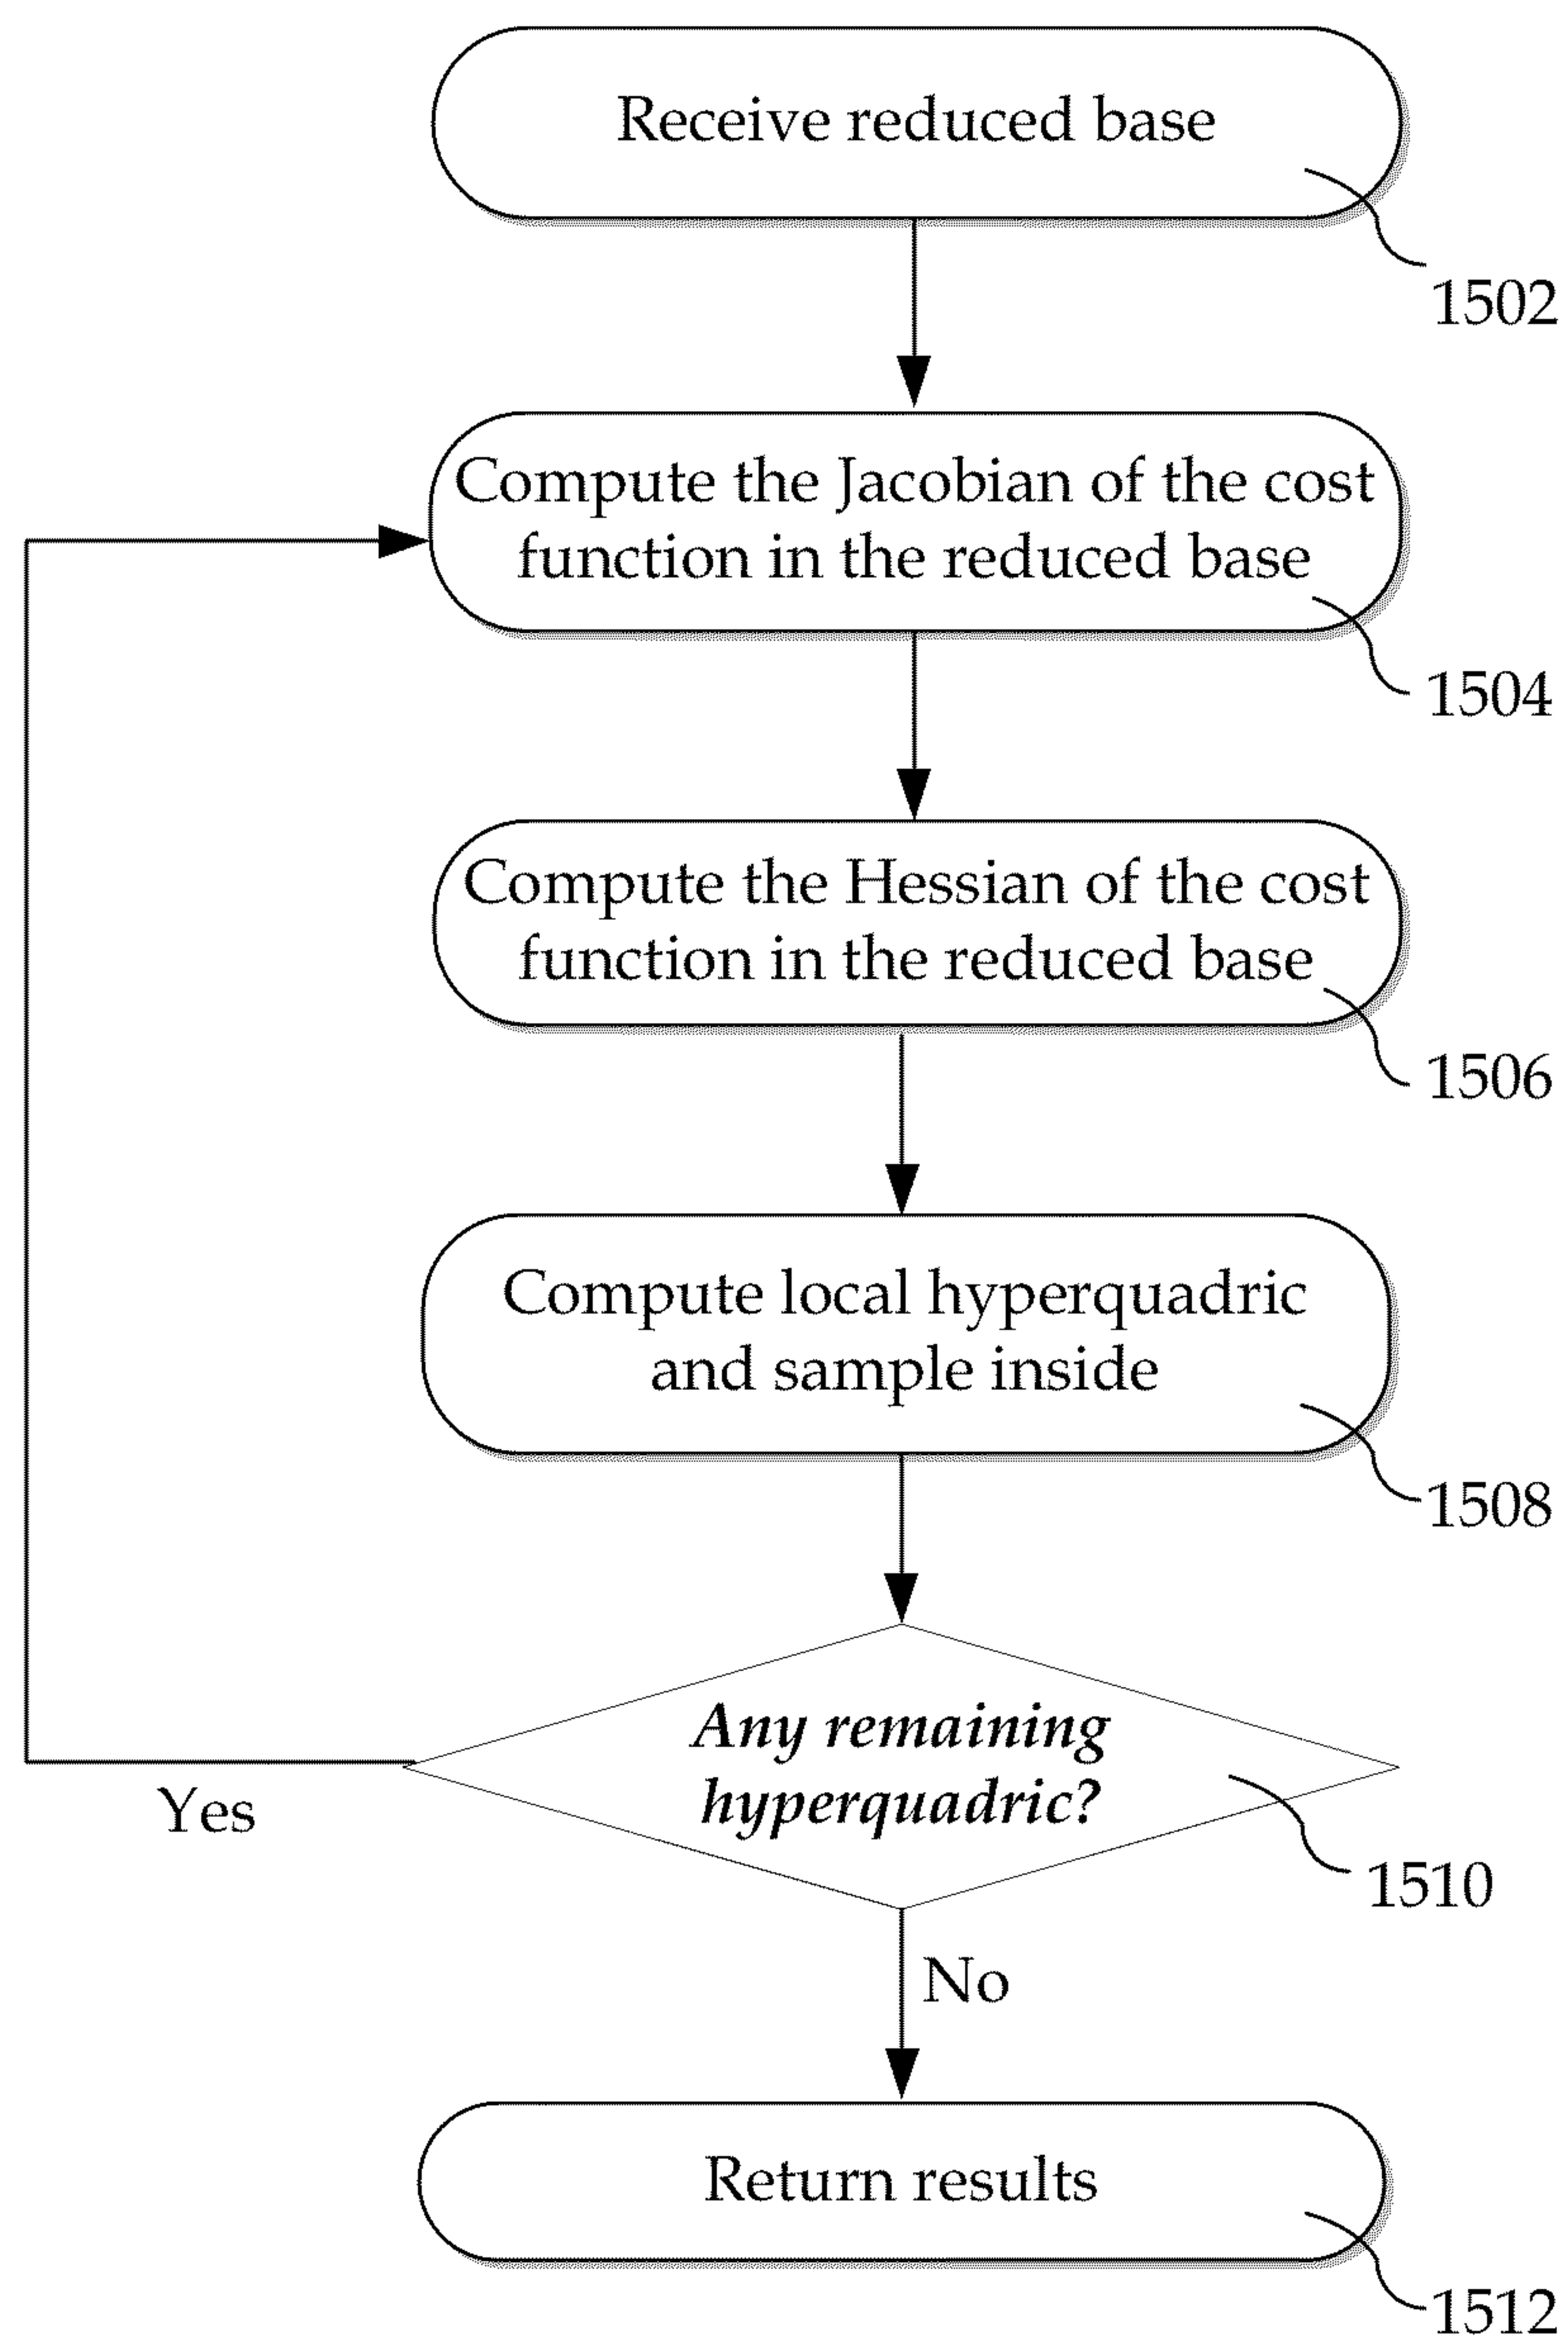 Receive reduced base
1502
Compute the Jacobian of the cost
function in the reduced base
1504
Compute the Hessian of the cost
function in the reduced base
1506
Compute local hyperquadric
and sample inside
1508
Any remaining
hyperquadric?
Yes
1510
No
Return results
1512